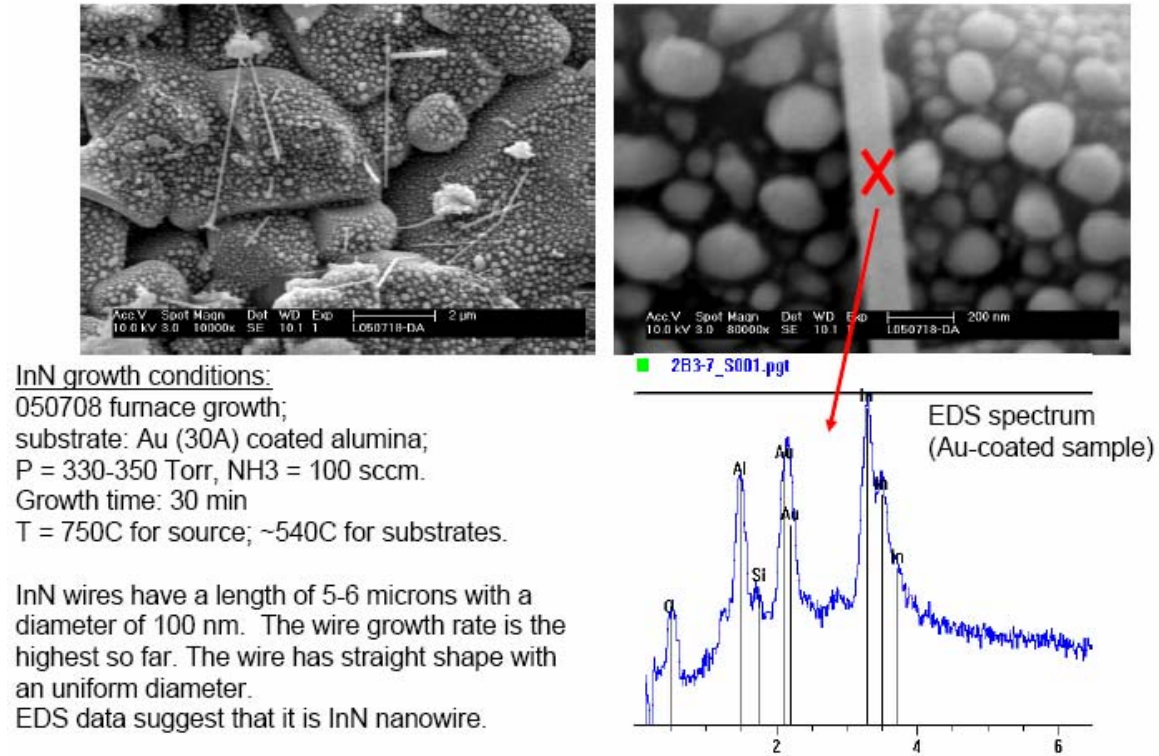 Acc.V Spot Magn Det WD Exp 2 µm
10.0 kV 3.0 10000x SE 10.1 1 L050718-DA
Acc.V Spot Magn Det WD Exp 200 nm
10.0 kV 3.0 80000x SE 10.1 1 L050718-DA
InN growth conditions:
050708 furnace growth;
substrate: Au (30A) coated alumina;
P = 330-350 Torr, NH3 = 100 sccm.
Growth time: 30 min
T = 750C for source; ~540C for substrates.
InN wires have a length of 5-6 microns with a
diameter of 100 nm. The wire growth rate is the
highest so far. The wire has straight shape with
an uniform diameter.
EDS data suggest that it is InN nanowire.
2B3-7_S001.pgt
EDS spectrum
(Au-coated sample)
In
Au
Al
In
Au
In
Si
2 4 6